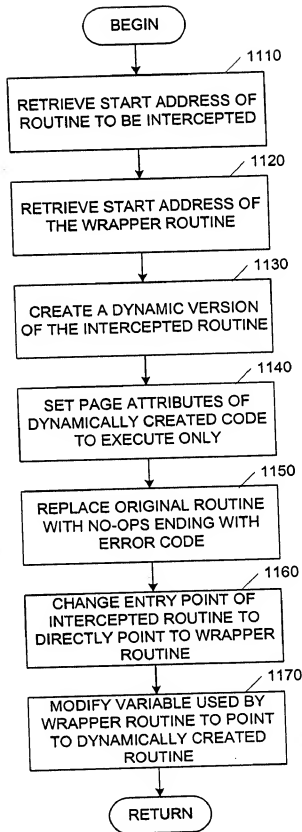 BEGIN
1110
RETRIEVE START ADDRESS OF
ROUTINE TO BE INTERCEPTED
1120
RETRIEVE START ADDRESS OF
THE WRAPPER ROUTINE
1130
CREATE A DYNAMIC VERSION
OF THE INTERCEPTED ROUTINE
1140
SET PAGE ATTRIBUTES OF
DYNAMICALLY CREATED CODE
TO EXECUTE ONLY
1150
REPLACE ORIGINAL ROUTINE
WITH NO-OPS ENDING WITH
ERROR CODE
1160
CHANGE ENTRY POINT OF
INTERCEPTED ROUTINE TO
DIRECTLY POINT TO WRAPPER
ROUTINE
1170
MODIFY VARIABLE USED BY
WRAPPER ROUTINE TO POINT
TO DYNAMICALLY CREATED
ROUTINE
RETURN